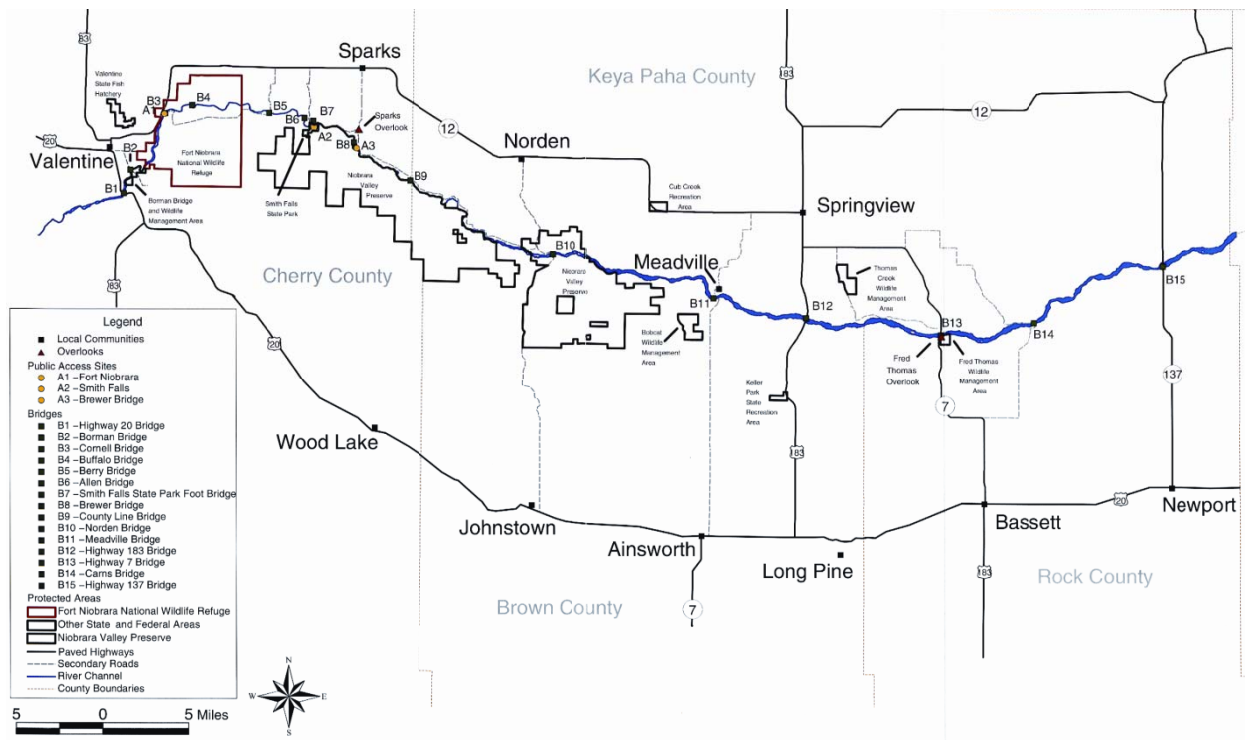 83
Sparks
Keya Paha County
183
Valentine
State Fish
Hatchery
B3
A1
B4
B5
B6
B7
A2
Sparks
Overlook
12
12
20
Valentine
B2
Fort Niobrara
National Wildlife
Refuge
B8
A3
Norden
B1
Borman Bridge
and Wildlife
Management Area
Smith Falls
State Park
Niobrara
Valley
Preserve
B9
Cub Creek
Recreation
Area
Springview
83
Cherry County
B10
Meadville
Niobrara
Valley
Preserve
Thomas
Creek
Wildlife
Management
Area
B15
B11
B12
B13
B14
Bobcat
Wildlife
Management
Area
Fred
Thomas
Overlook
Fred Thomas
Wildlife
Management
Area
20
Keller
Park
State
Recreation
Area
7
137
Wood Lake
183
Johnstown
Ainsworth
Long Pine
Bassett
20
Newport
Brown County
7
183
Rock County
Legend
Local Communities
Overlooks
Public Access Sites
A1 –Fort Niobrara
A2 –Smith Falls
A3 –Brewer Bridge
Bridges
B1 –Highway 20 Bridge
B2 –Borman Bridge
B3 –Cornell Bridge
B4 –Buffalo Bridge
B5 –Berry Bridge
B6 –Allen Bridge
B7 –Smith Falls State Park Foot Bridge
B8 –Brewer Bridge
B9 –County Line Bridge
B10 –Norden Bridge
B11 –Meadville Bridge
B12 –Highway 183 Bridge
B13 –Highway 7 Bridge
B14 –Carns Bridge
B15 –Highway 137 Bridge
Protected Areas
Fort Niobrara National Wildlife Refuge
Other State and Federal Areas
Niobrara Valley Preserve
Paved Highways
Secondary Roads
River Channel
County Boundaries
N
W E
S
5 0 5 Miles